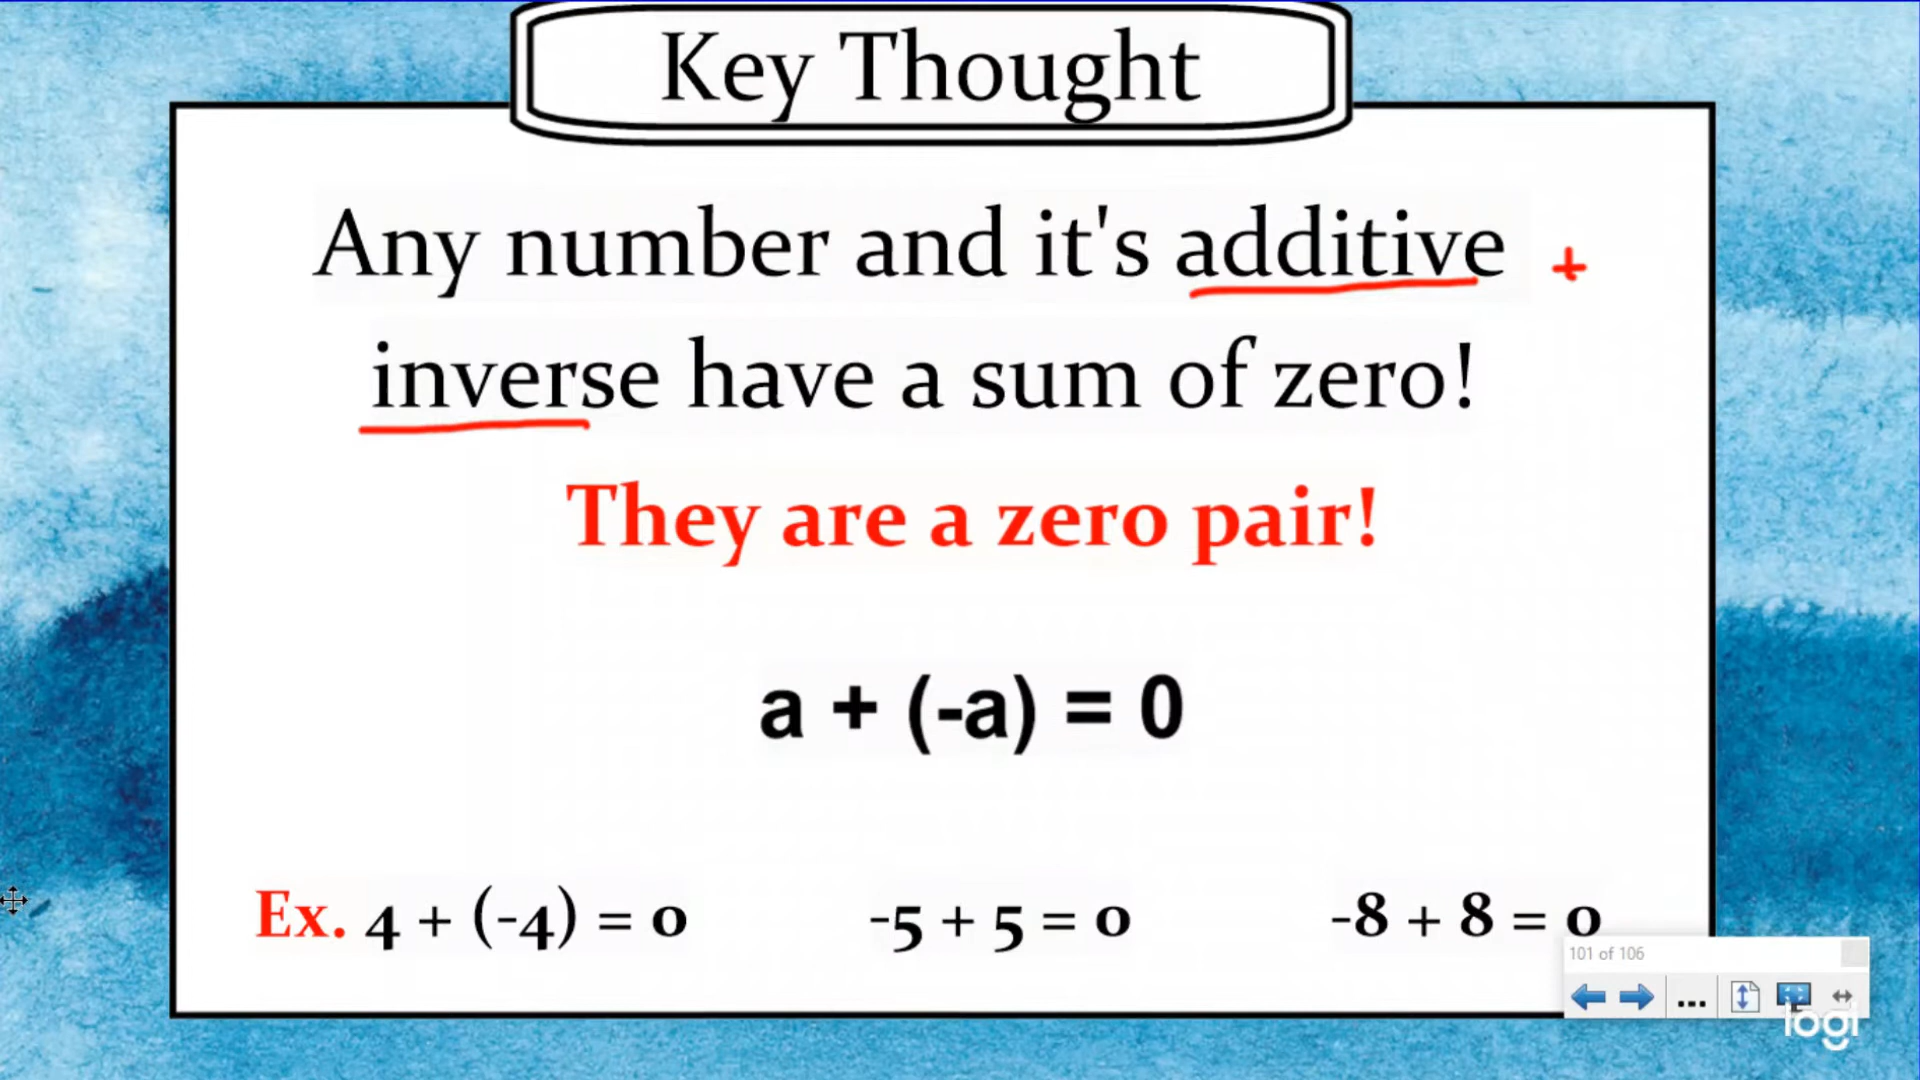 Key Thought
Any number and it's additive +
inverse have a sum of zero!
They are a zero pair!
a + (-a) = 0
Ex. 4 + (-4) = 0 -5 + 5 = 0 -8 + 8 = 0
101 of 106
...
logi